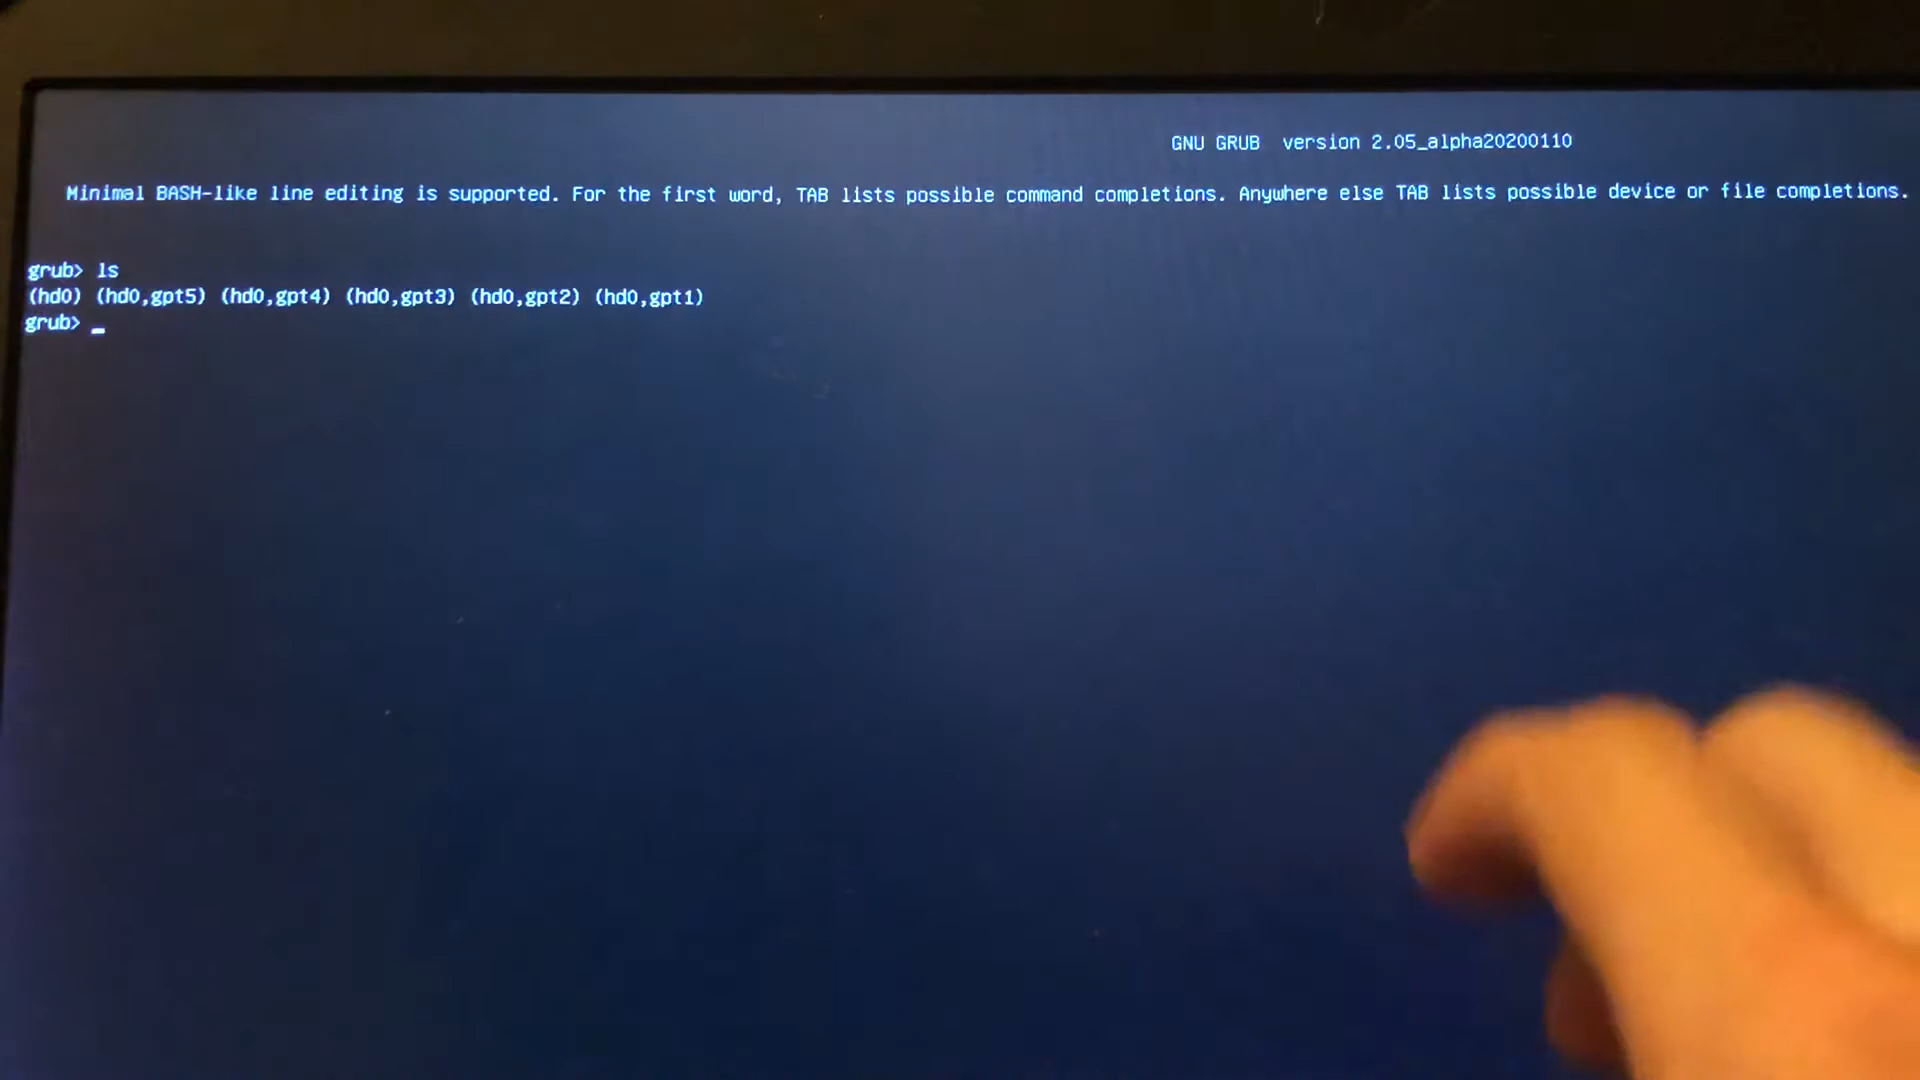 GNU GRUB  version 2.05_alpha20200110
Minimal BASH-like line editing is supported. For the first word, TAB lists possible command completions. Anywhere else TAB lists possible device or file completions.
grub> ls
(hd0) (hd0,gpt5) (hd0,gpt4) (hd0,gpt3) (hd0,gpt2) (hd0,gpt1)
grub> _